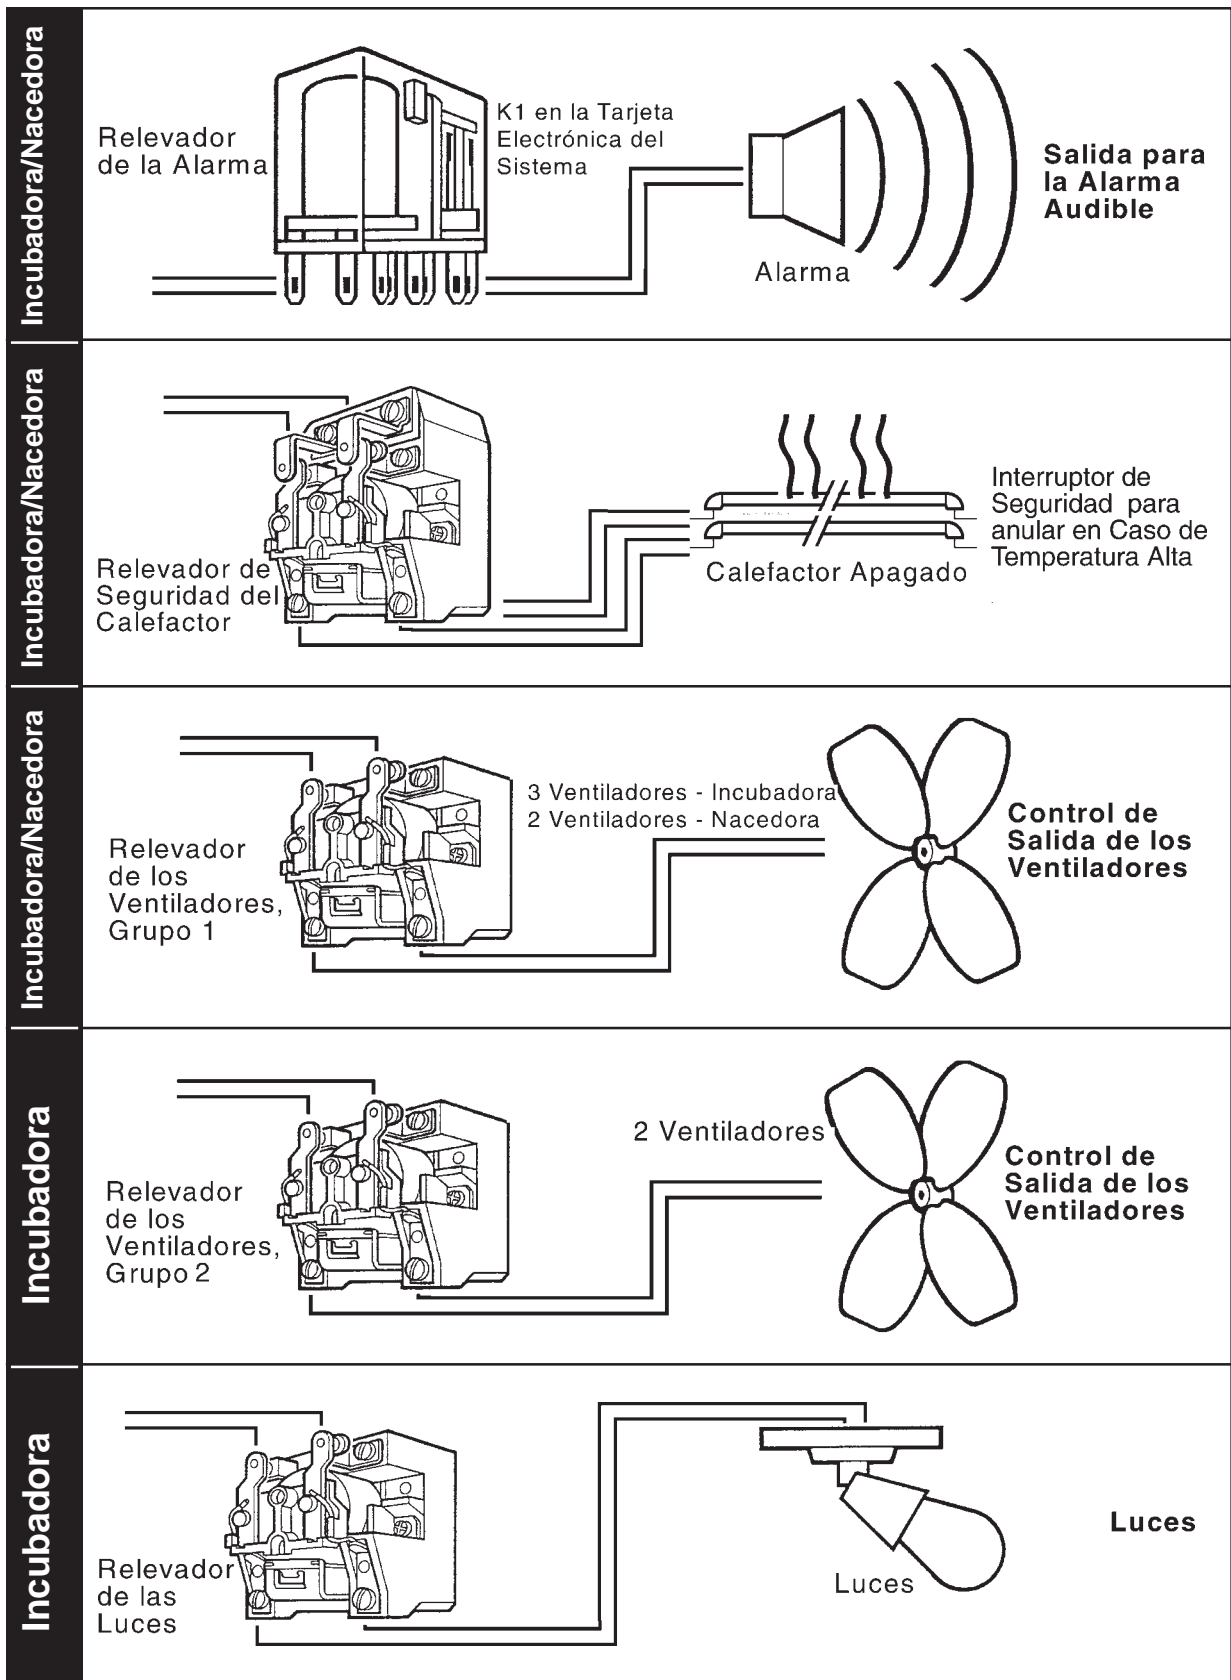 Incubadora/Nacedora
Relevador
de la Alarma
K1 en la Tarjeta
Electrónica del
Sistema
Alarma
Salida para
la Alarma
Audible
Incubadora/Nacedora
Relevador de
Seguridad del
Calefactor
Calefactor Apagado
Interruptor de
Seguridad para
anular en Caso de
Temperatura Alta
Incubadora/Nacedora
Relevador
de los
Ventiladores,
Grupo 1
3 Ventiladores - Incubadora
2 Ventiladores - Nacedora
Control de
Salida de los
Ventiladores
Incubadora
Relevador
de los
Ventiladores,
Grupo 2
2 Ventiladores
Control de
Salida de los
Ventiladores
Incubadora
Relevador
de las
Luces
Luces
Luces